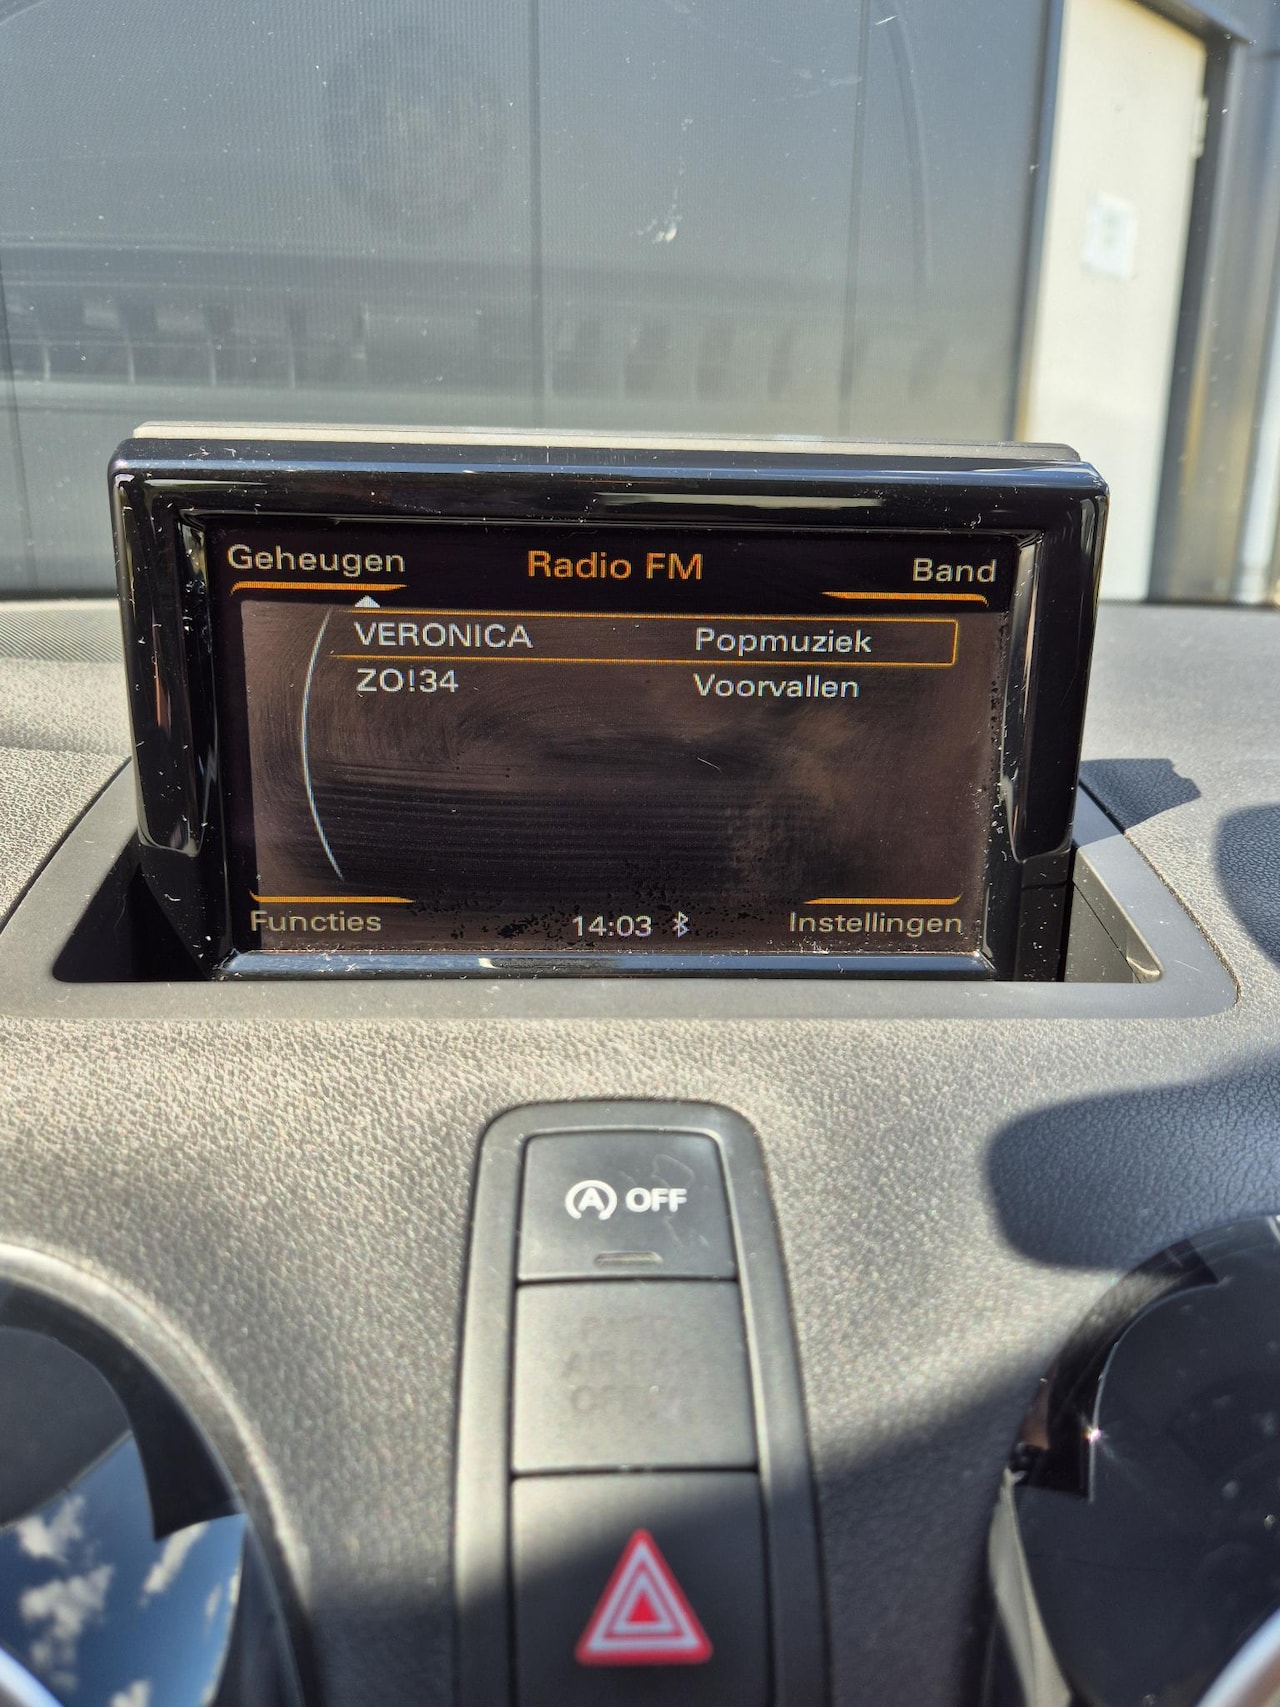 Geheugen Radio FM Band
VERONICA Popmuziek
ZO!34 Voorvallen
Functies 14:03 Instellingen
A OFF